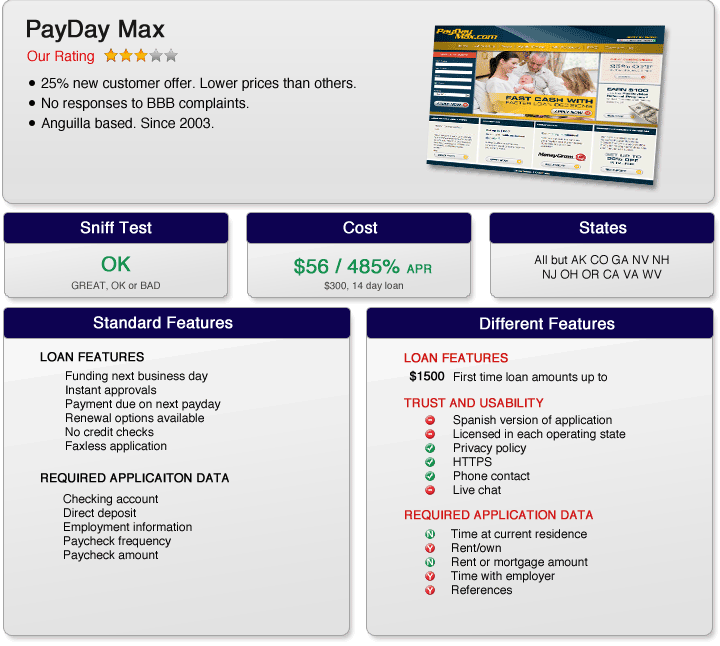 PayDay Max
Our Rating
25% new customer offer. Lower prices than others.
No responses to BBB complaints.
Anguilla based. Since 2003.
PayDay
Max.com
FAST CASH WITH
FASTER LOAN DECISIONS
EARN $100
MoneyGram
Sniff Test
OK
GREAT, OK or BAD
Cost
$56 / 485% APR
$300, 14 day loan
States
All but AK CO GA NV NH
NJ OH OR CA VA WV
Standard Features
LOAN FEATURES
Funding next business day
Instant approvals
Payment due on next payday
Renewal options available
No credit checks
Faxless application
REQUIRED APPLICAITON DATA
Checking account
Direct deposit
Employment information
Paycheck frequency
Paycheck amount
Different Features
LOAN FEATURES
$1500 First time loan amounts up to
TRUST AND USABILITY
Spanish version of application
Licensed in each operating state
Privacy policy
HTTPS
Phone contact
Live chat
REQUIRED APPLICATION DATA
N Time at current residence
Y Rent/own
N Rent or mortgage amount
Y Time with employer
Y References